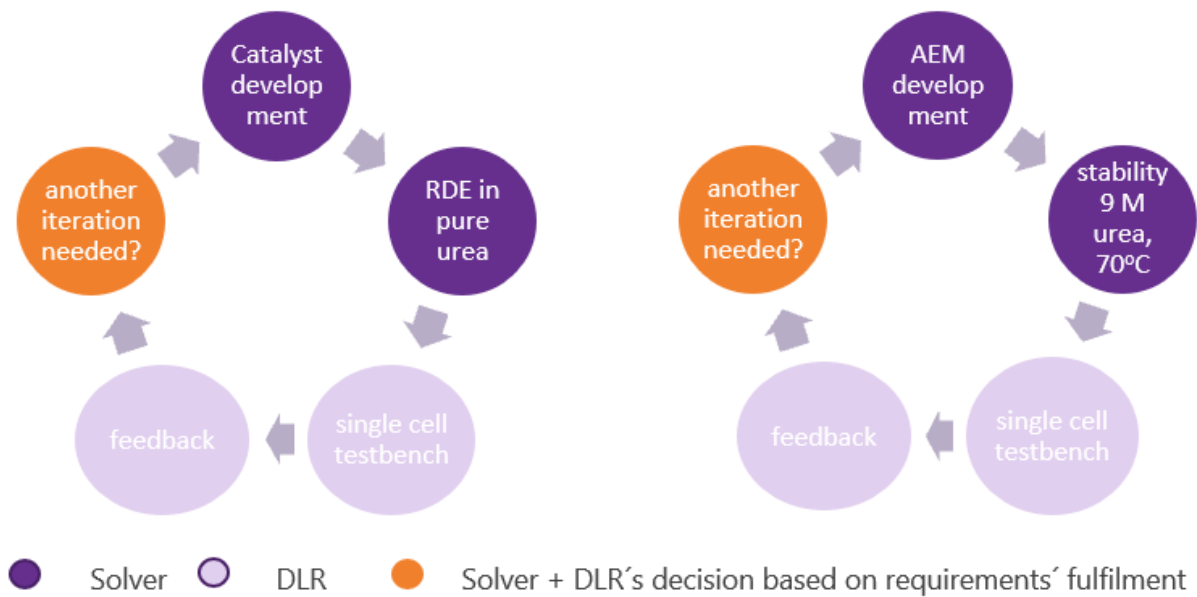 Catalyst
develop
ment
RDE in
pure
urea
single cell
testbench
feedback
another
iteration
needed?
AEM
develop
ment
stability
9 M
urea,
70ºC
single cell
testbench
feedback
another
iteration
needed?
Solver
DLR
Solver + DLR´s decision based on requirements´ fulfilment